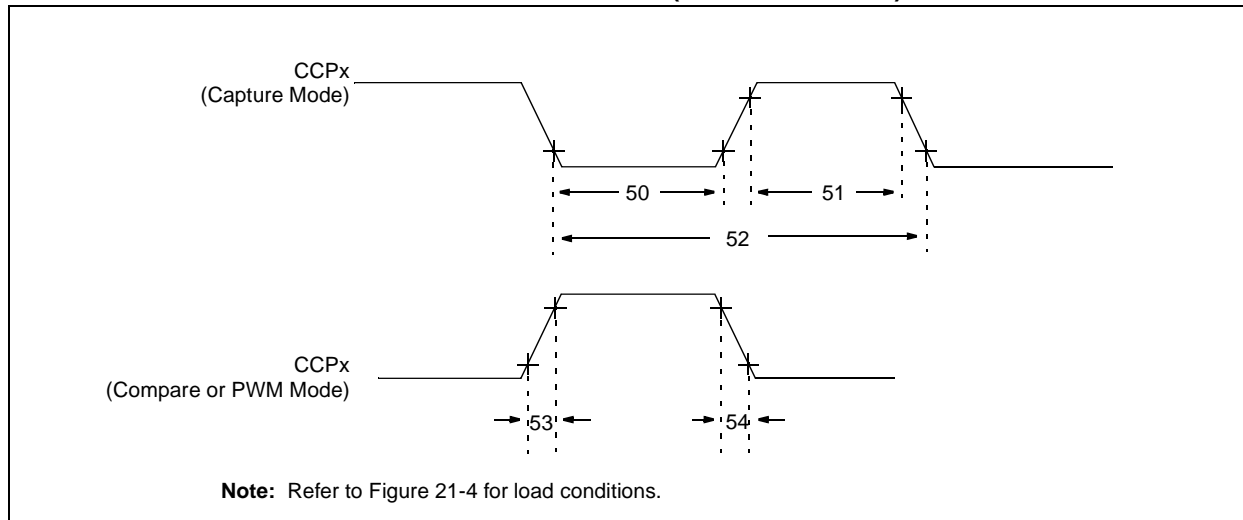 CCPx
(Capture Mode)
50
51
52
CCPx
(Compare or PWM Mode)
53
54
Note: Refer to Figure 21-4 for load conditions.